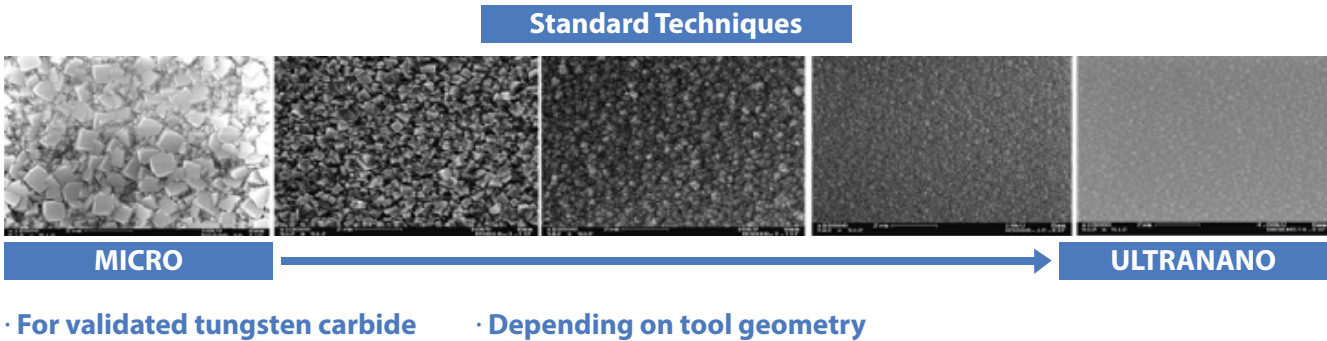 Standard Techniques
MICRO
ULTRANANO
· For validated tungsten carbide
· Depending on tool geometry